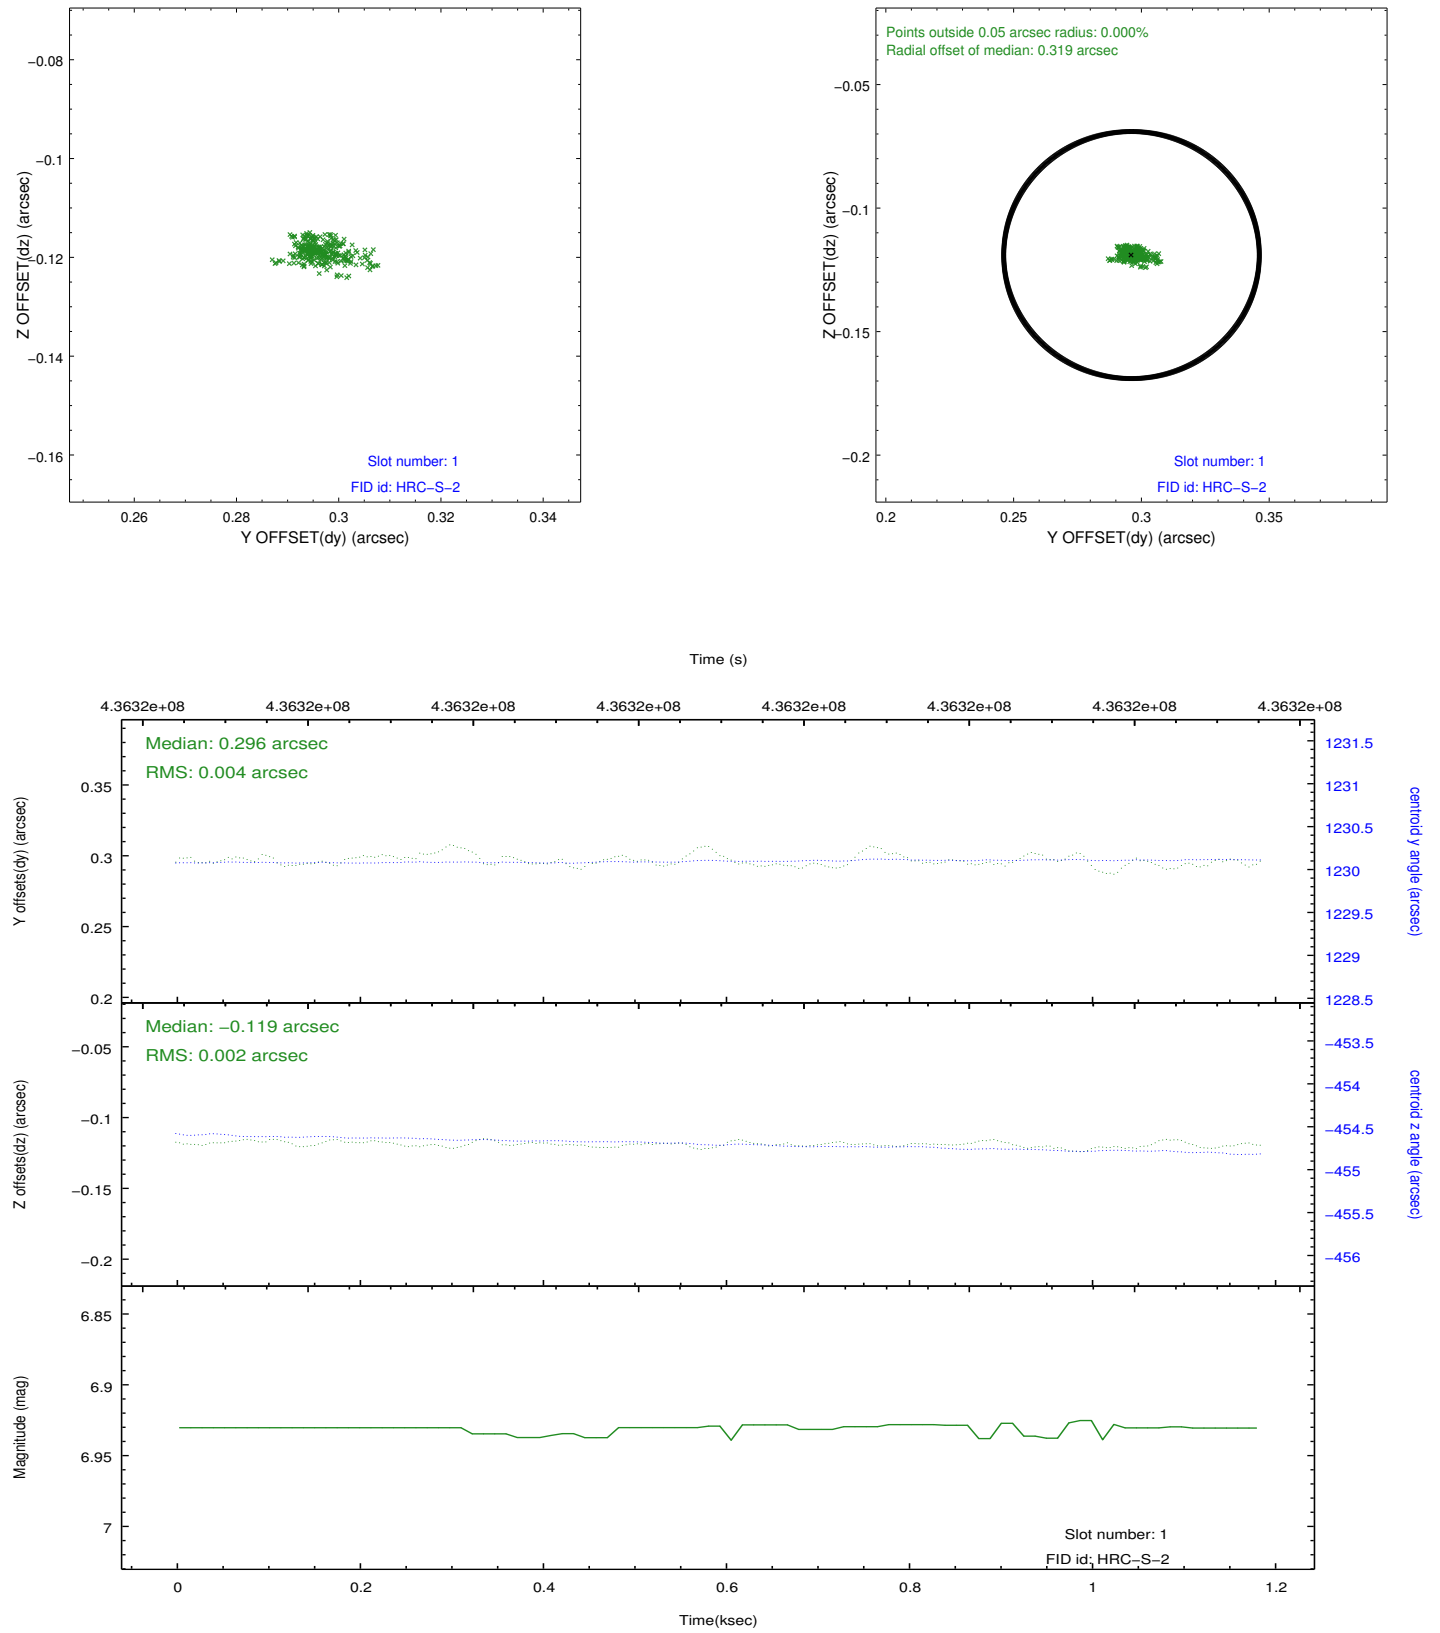 −0.08
−0.1
−0.12
−0.14
−0.16
Z OFFSET(dz) (arcsec)
Slot number: 1
FID id: HRC−S−2
0.26 0.28 0.3 0.32 0.34
Y OFFSET(dy) (arcsec)
Points outside 0.05 arcsec radius: 0.000%
Radial offset of median: 0.319 arcsec
−0.05
−0.1
−0.15
−0.2
Z OFFSET(dz) (arcsec)
Slot number: 1
FID id: HRC−S−2
0.2 0.25 0.3 0.35
Y OFFSET(dy) (arcsec)
Time (s)
4.3632e+08 4.3632e+08 4.3632e+08 4.3632e+08 4.3632e+08 4.3632e+08 4.3632e+08 4.3632e+08
Median: 0.296 arcsec
RMS: 0.004 arcsec
0.35
0.3
0.25
0.2
Y offsets(dy) (arcsec)
1231.5
1231
1230.5
1230
1229.5
1229
1228.5
centroid y angle (arcsec)
Median: −0.119 arcsec
RMS: 0.002 arcsec
−0.05
−0.1
−0.15
−0.2
Z offsets(dz) (arcsec)
−453.5
−454
−454.5
−455
−455.5
−456
centroid z angle (arcsec)
6.85
6.9
6.95
7
Magnitude (mag)
Slot number: 1
FID id: HRC−S−2
0 0.2 0.4 0.6 0.8 1 1.2
Time(ksec)